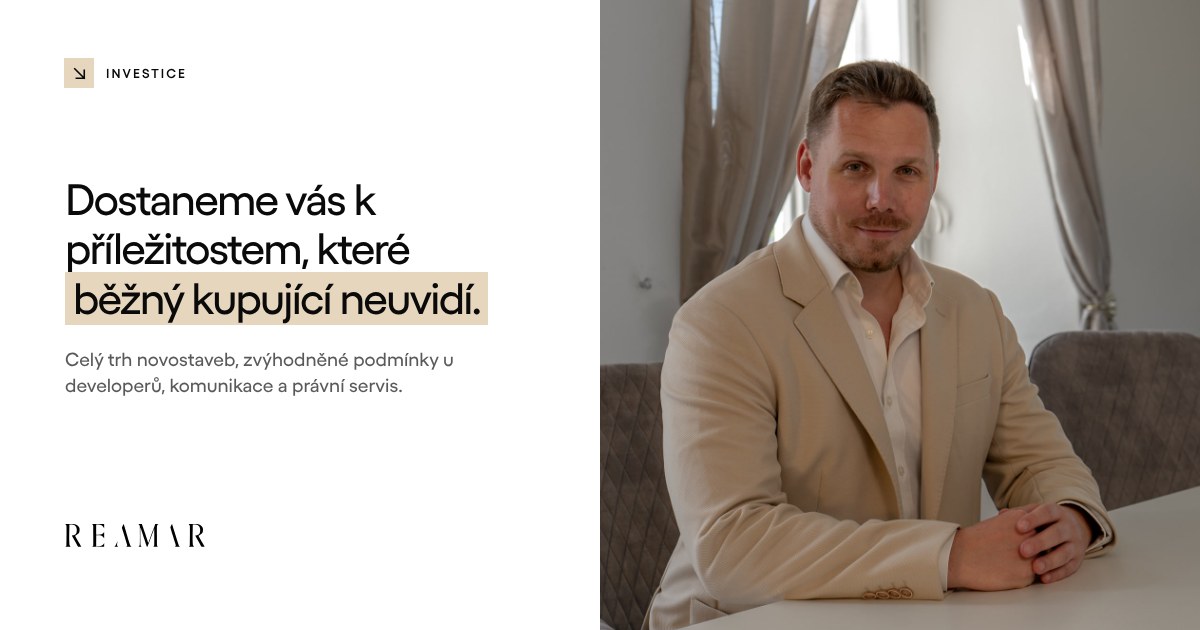 INVESTICE
Dostaneme vás k
příležitostem, které
běžný kupující neuvidí.
Celý trh novostaveb, zvýhodněné podmínky u
developerů, komunikace a právní servis.
REAMAR